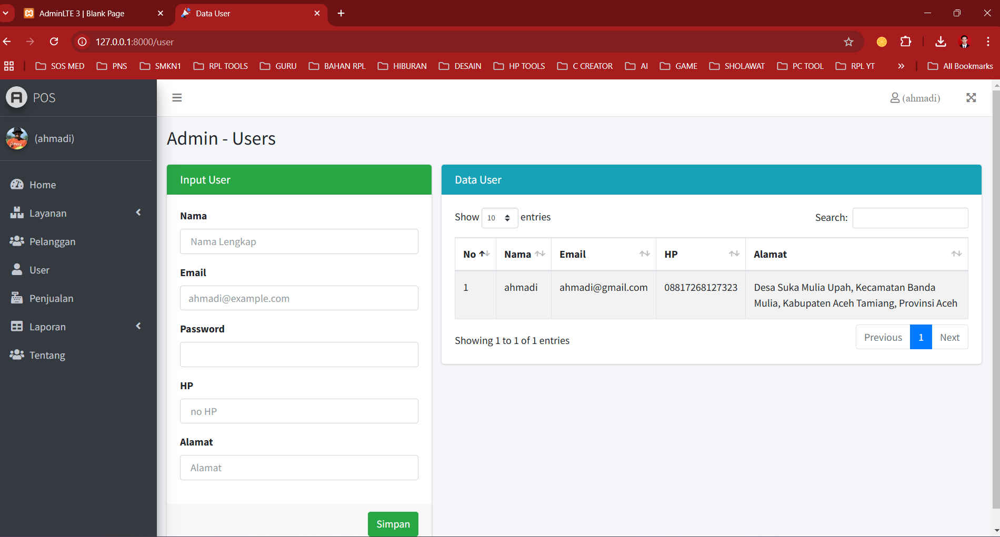 AdminLTE 3 | Blank Page
Data User
127.0.0.1:8000/user
SOS MED PNS SMKN1 RPL TOOLS GURU BAHAN RPL HIBURAN DESAIN HP TOOLS C CREATOR AI GAME SHOLAWAT PC TOOL RPL YT » All Bookmarks
A POS
(ahmadi)
(ahmadi)
Home
Layanan
Pelanggan
User
Penjualan
Laporan
Tentang
Admin - Users
Input User
Nama
Nama Lengkap
Email
ahmadi@example.com
Password
HP
no HP
Alamat
Alamat
Simpan
Data User
Show 10 entries
Search:
No Nama Email HP Alamat
1 ahmadi ahmadi@gmail.com 08817268127323 Desa Suka Mulia Upah, Kecamatan Banda
Mulia, Kabupaten Aceh Tamiang, Provinsi Aceh
Showing 1 to 1 of 1 entries
Previous 1 Next